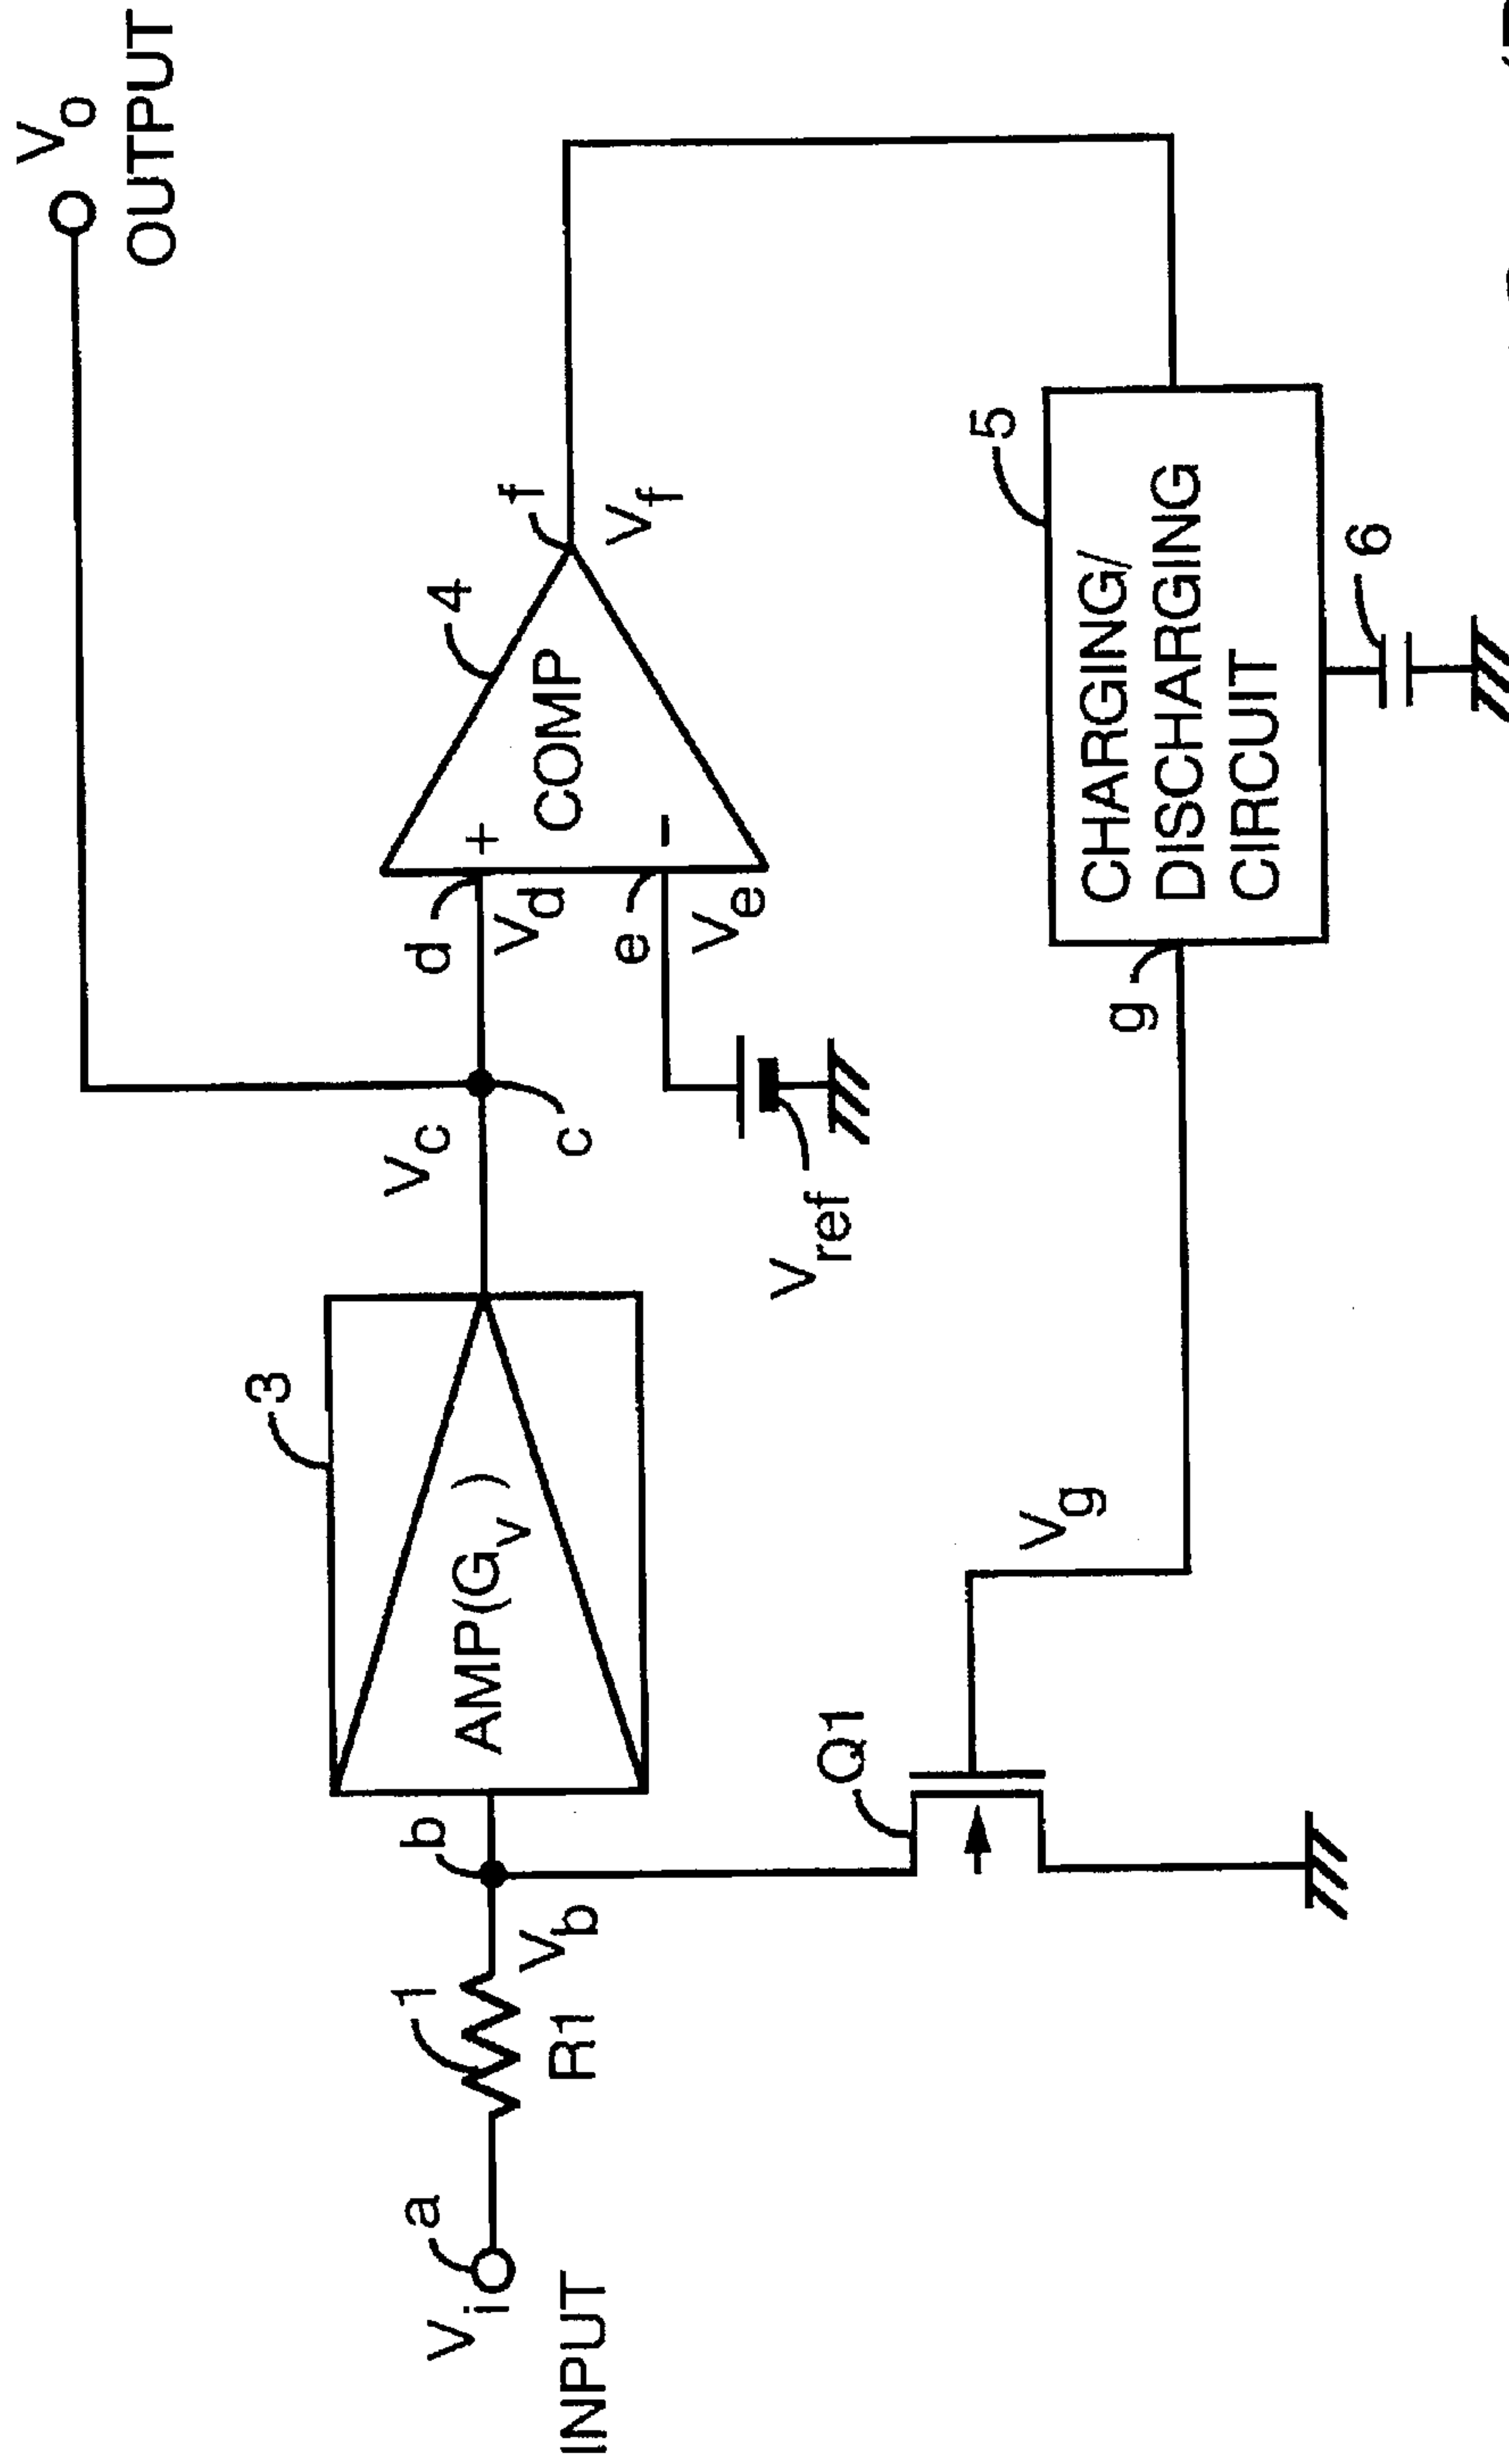 Vo
OUTPUT
3
Vc
c
d
Vd
4
+
COMP
-
e
Ve
f
Vf
Vref
AMP(Gv)
a
Vi
INPUT
1
R1
b
Vb
Q1
Vg
g
5
CHARGING/
DISCHARGING
CIRCUIT
6